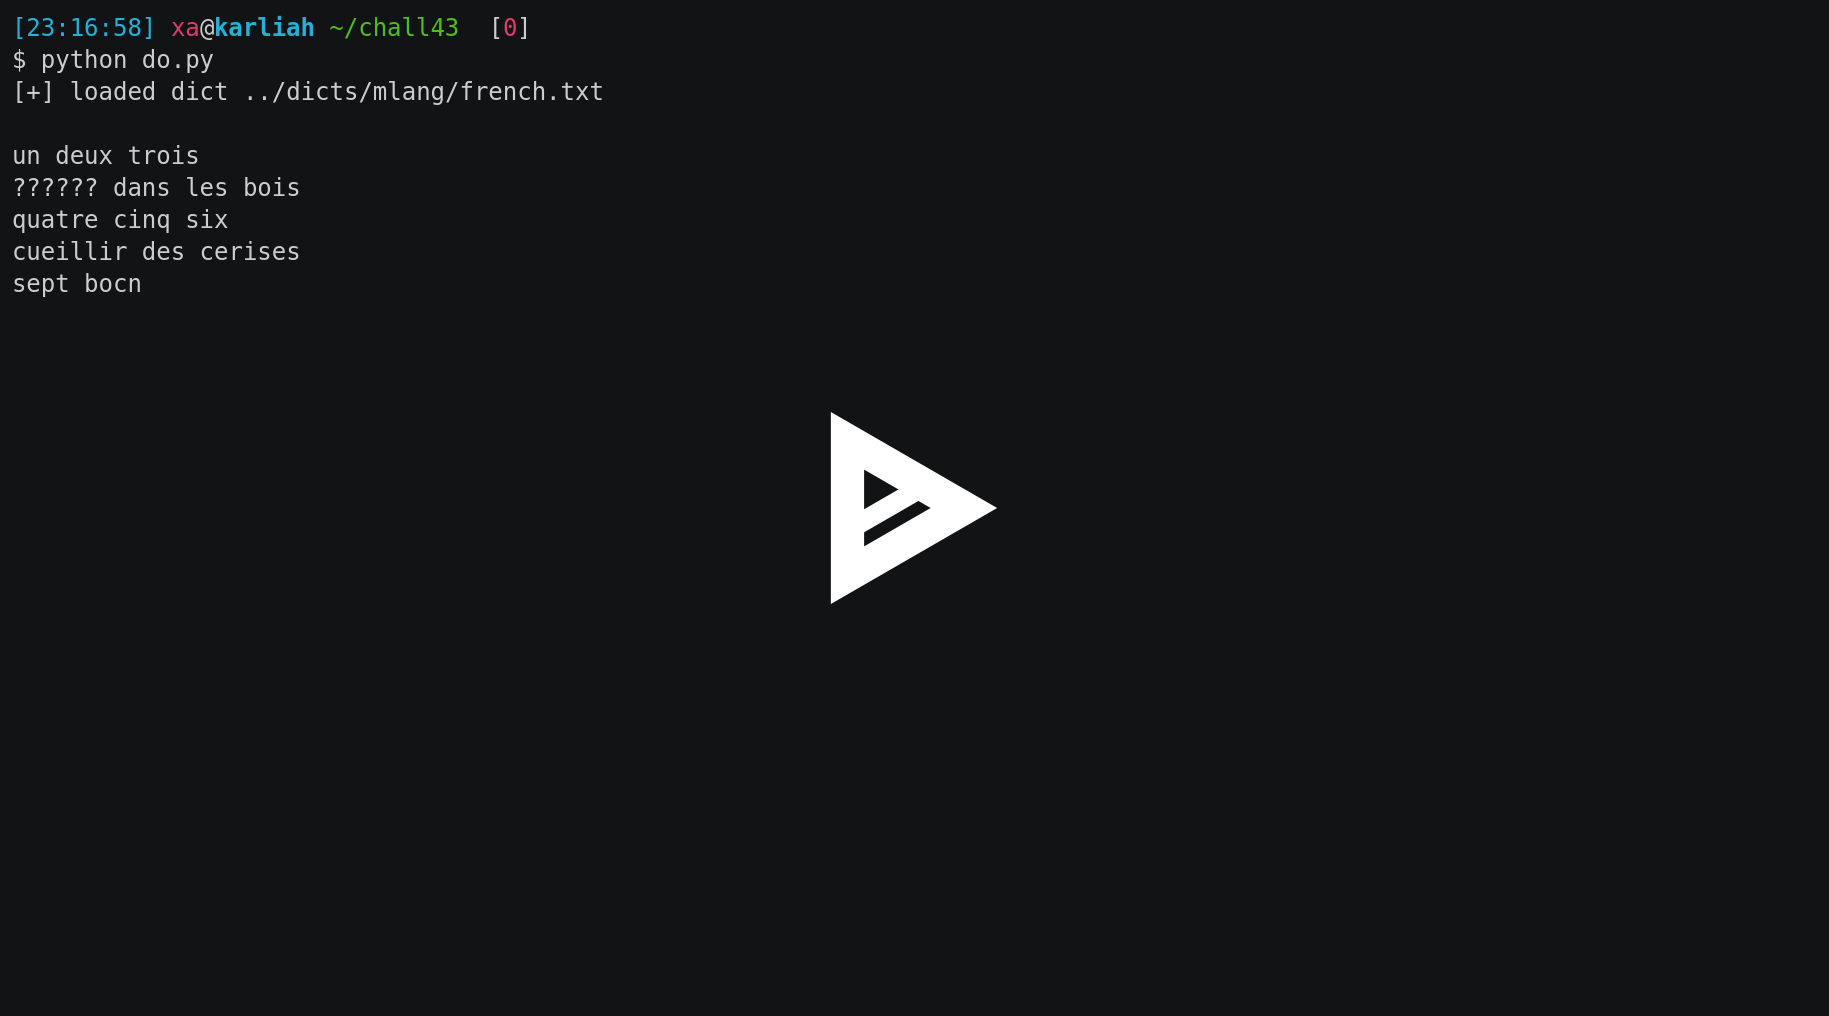 [23:16:58] xa@karliah ~/chall43  [0]
$ python do.py
[+] loaded dict ../dicts/mlang/french.txt
un deux trois
?????? dans les bois
quatre cinq six
cueillir des cerises
sept bocn